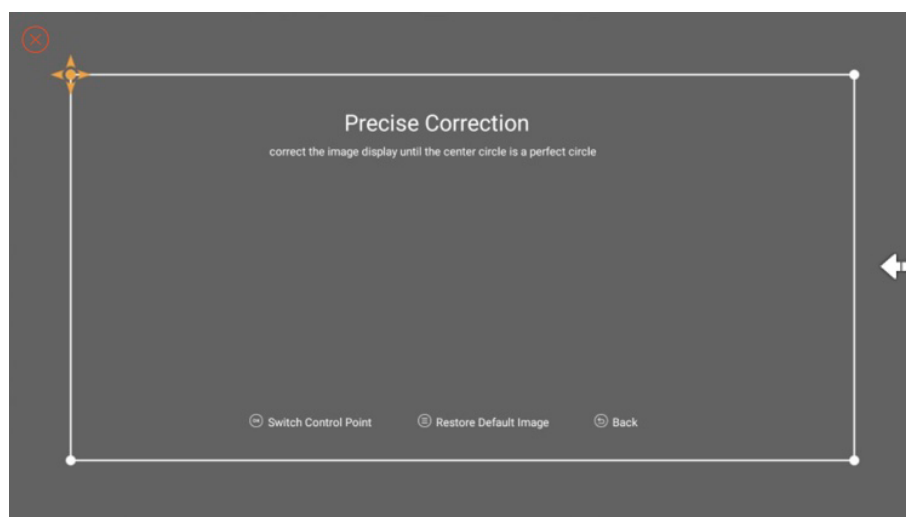 Precise Correction
correct the image display until the center circle is a perfect circle
OK Switch Control Point Restore Default Image Back